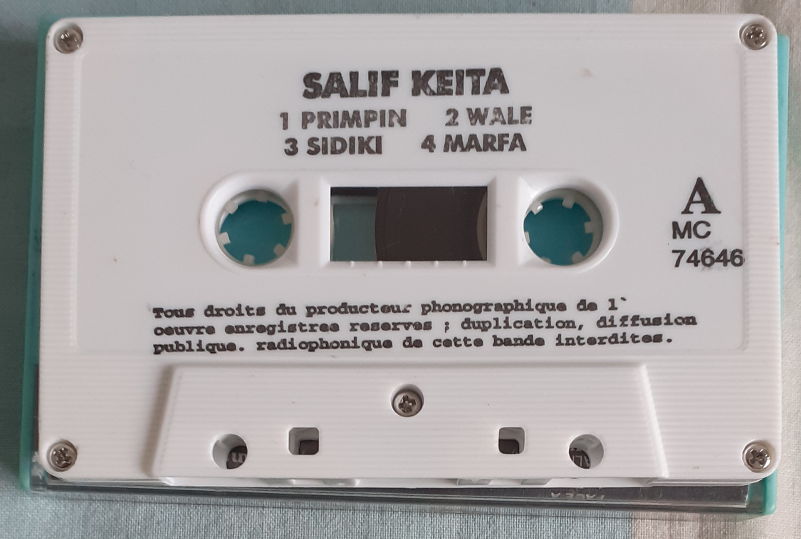 SALIF KEITA
1 PRIMPIN 2 WALE
3 SIDIKI 4 MARFA
A
MC
74646
Tous droits du producteur phonographique de l`
oeuvre enregistree reserves ; duplication, diffusion
publique. radiophonique de cette bande interdites.